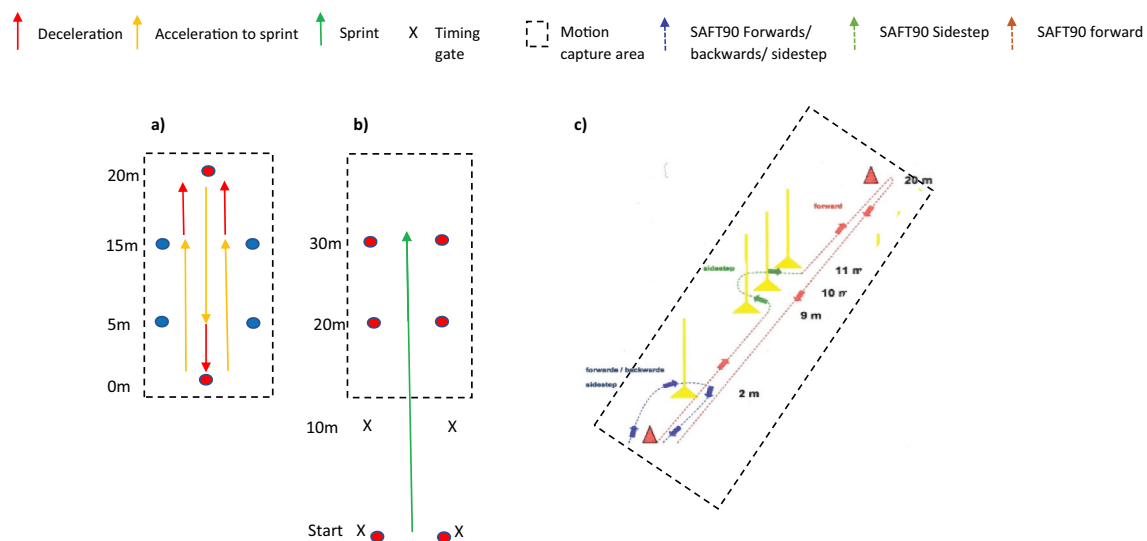 Deceleration
Acceleration to sprint
Sprint
X Timing
gate
Motion
capture area
SAFT90 Forwards/
backwards/ sidestep
SAFT90 Sidestep
SAFT90 forward
a)
20m
15m
5m
0m
b)
30m
20m
10m X X
Start X X
c)
20 m
forward
sidestep
11 m
10 m
9 m
forwards / backwards
sidestep
2 m